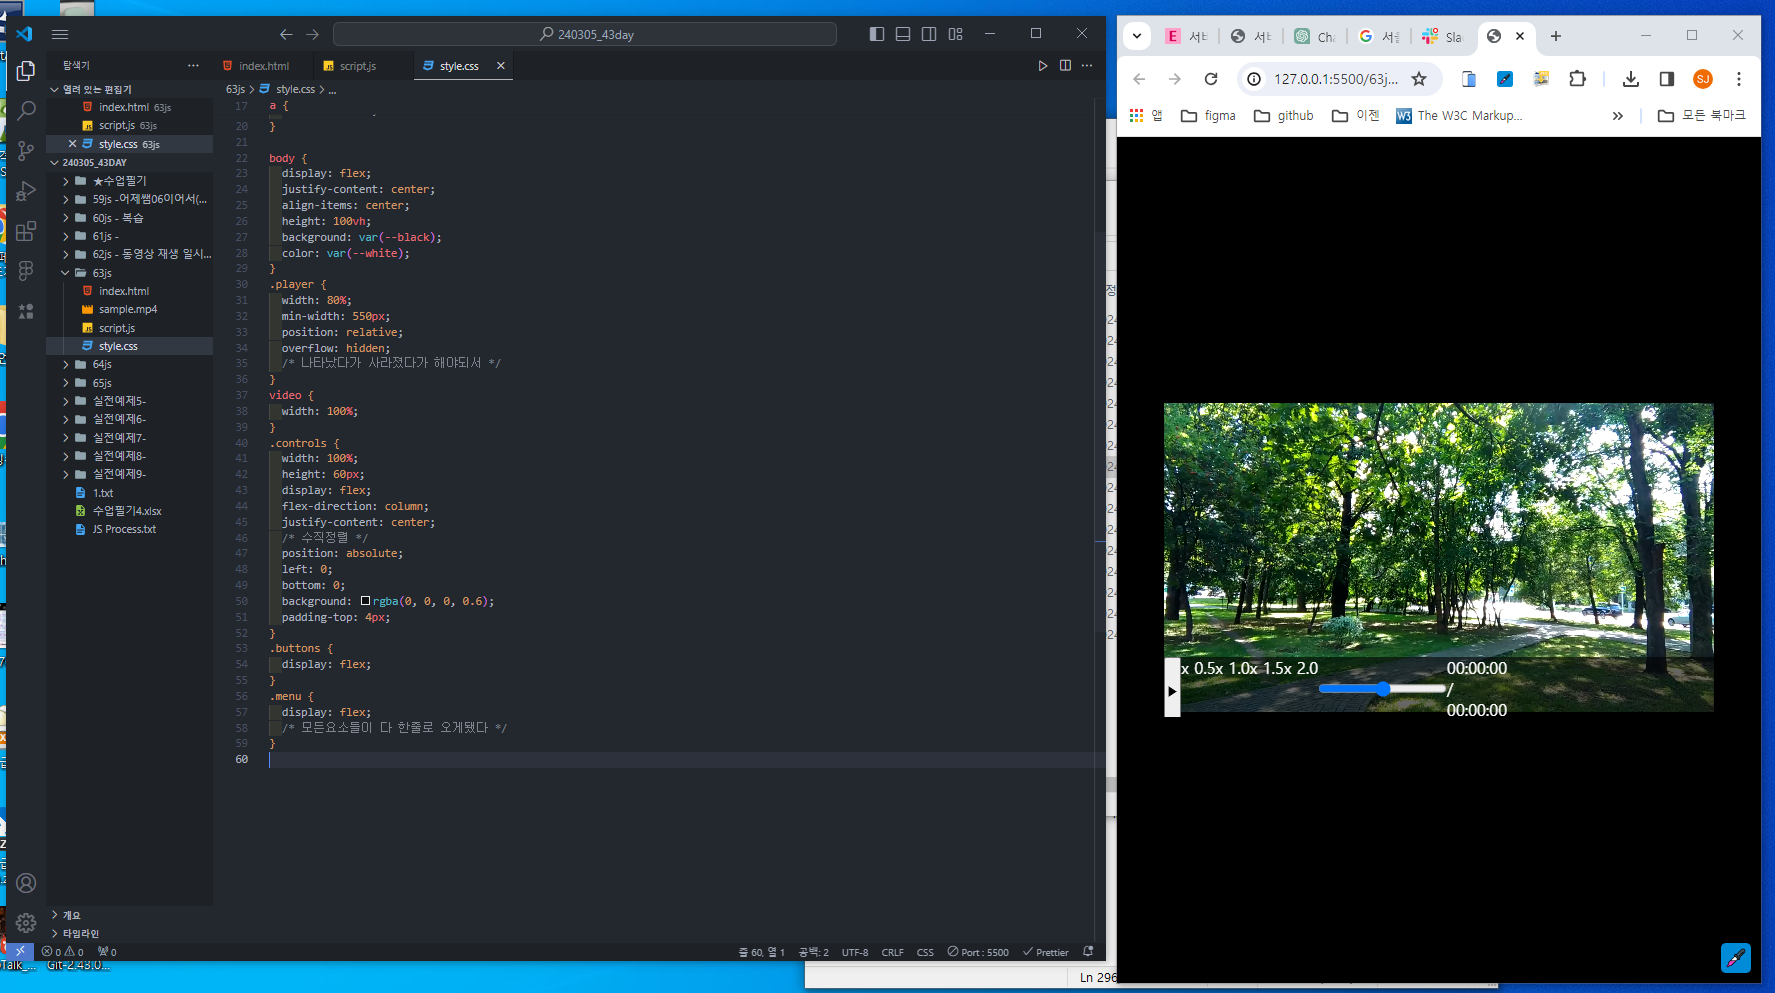 240305_43day
탐색기
index.html
script.js
style.css
열려 있는 편집기
index.html 63js
script.js 63js
style.css 63js
240305_43DAY
★수업필기
59js -어제쌤06이어서(...
60js - 복습
61js -
62js - 동영상 재생 일시...
63js
index.html
sample.mp4
script.js
style.css
64js
65js
실전예제5-
실전예제6-
실전예제7-
실전예제8-
실전예제9-
1.txt
수업필기4.xlsx
JS Process.txt
개요
타임라인
63js > style.css > ...
17 a {
20 }
21
22 body {
23 display: flex;
24 justify-content: center;
25 align-items: center;
26 height: 100vh;
27 background: var(--black);
28 color: var(--white);
29 }
30 .player {
31 width: 80%;
32 min-width: 550px;
33 position: relative;
34 overflow: hidden;
35 /* 나타났다가 사라졌다가 해야되서 */
36 }
37 video {
38 width: 100%;
39 }
40 .controls {
41 width: 100%;
42 height: 60px;
43 display: flex;
44 flex-direction: column;
45 justify-content: center;
46 /* 수직정렬 */
47 position: absolute;
48 left: 0;
49 bottom: 0;
50 background: rgba(0, 0, 0, 0.6);
51 padding-top: 4px;
52 }
53 .buttons {
54 display: flex;
55 }
56 .menu {
57 display: flex;
58 /* 모든요소들이 다 한줄로 오게됐다 */
59 }
60
0 0 0
줄 60, 열 1 공백: 2 UTF-8 CRLF CSS Port : 5500 Prettier
Git-2.43.0...
Ln 296
E 서비 서비 Cha 서울 Slac
127.0.0.1:5500/63j...
SJ
앱 figma github 이젠 W3 The W3C Markup... » 모든 북마크
x 0.5x 1.0x 1.5x 2.0
00:00:00
/
00:00:00